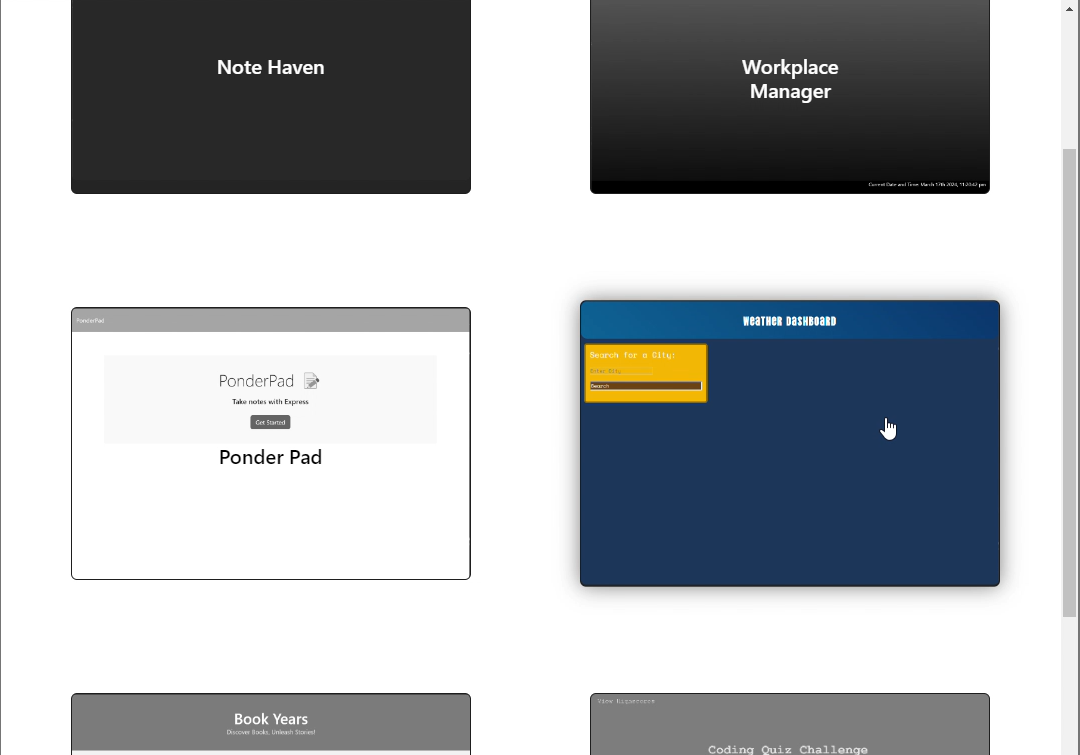 Note Haven
Workplace
Manager
Current Date and Time: March 17th 2024, 11:24:42 pm
PonderPad
PonderPad
Take notes with Express
Get Started
Ponder Pad
Weather Dashboard
Search for a City:
Enter City
Search
Book Years
Discover Books, Unleash Stories!
View Highscores
Coding Quiz Challenge